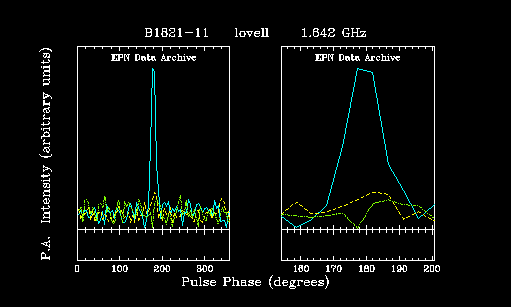 B1821-11 lovell 1.642 GHz
EPN Data Archive EPN Data Archive
P.A. Intensity (arbitrary units)
0 100 200 300 160 170 180 190 200
Pulse Phase (degrees)